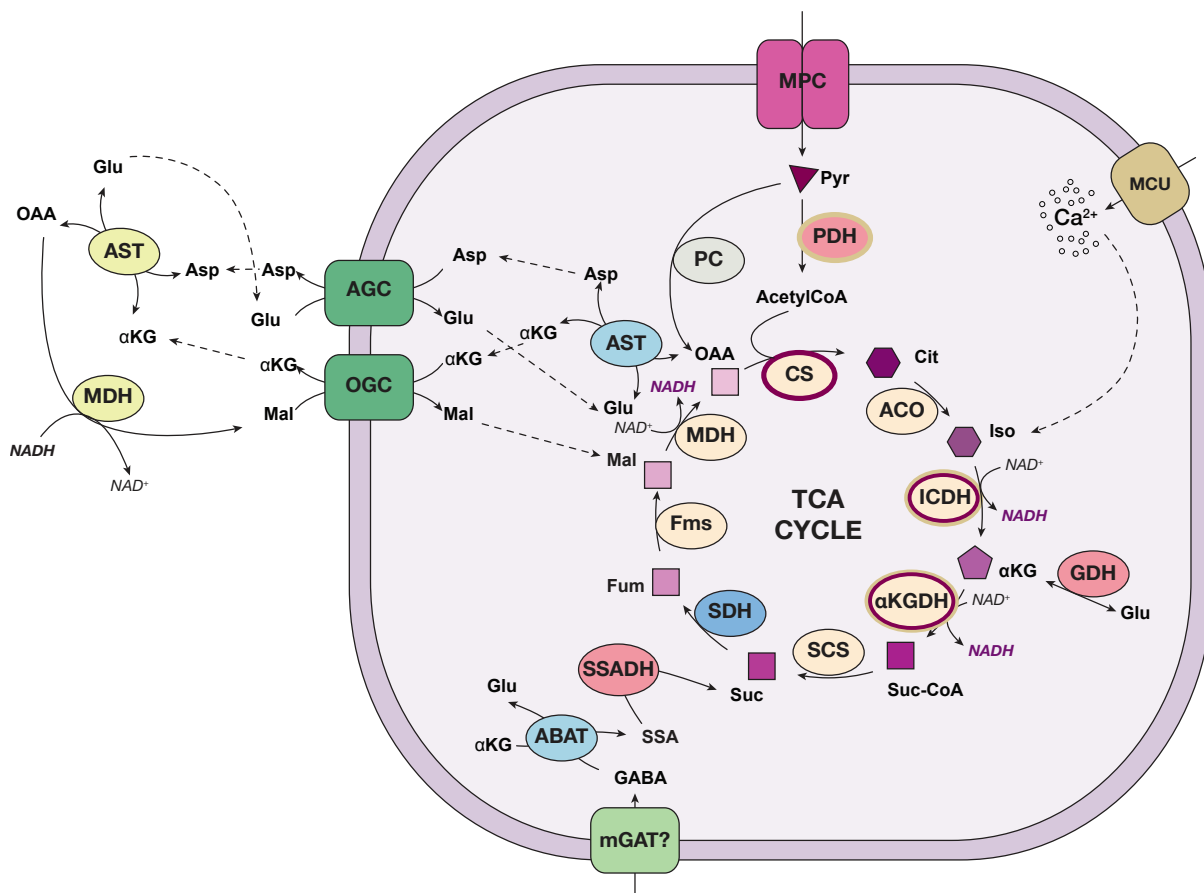 MPC
MCU
Ca²⁺
Pyr
PDH
PC
AcetylCoA
Glu
OAA
AST
Asp
Asp
αKG
Glu
αKG
Mal
MDH
NADH
NAD⁺
AGC
OGC
Asp
Glu
αKG
Mal
Asp
αKG
AST
Glu
OAA
NADH
NAD⁺
MDH
Mal
CS
Cit
ACO
Iso
NAD⁺
ICDH
NADH
TCA
CYCLE
αKG
GDH
Glu
NAD⁺
αKGDH
NADH
Suc-CoA
SCS
Suc
SDH
Fum
Fms
SSADH
SSA
Glu
αKG
ABAT
GABA
mGAT?